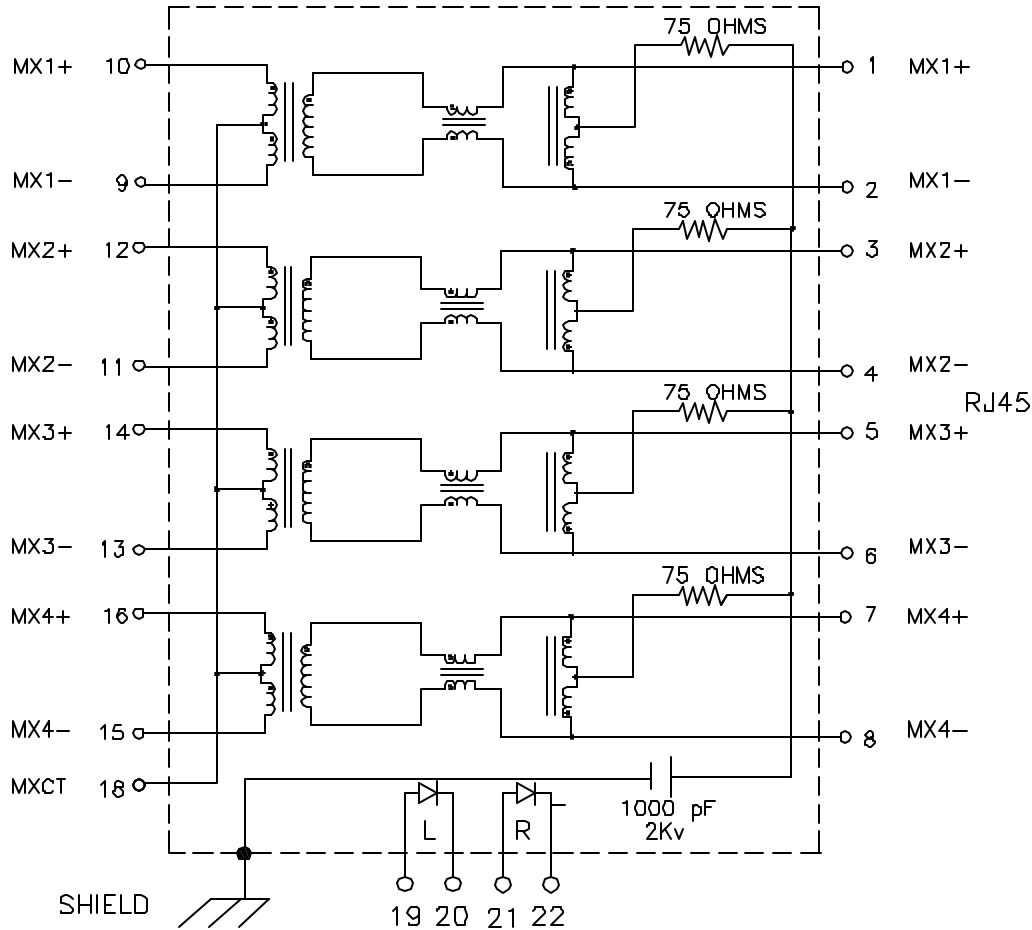 75 OHMS
MX1+ 10 1 MX1+
MX1- 9 2 MX1-
75 OHMS
MX2+ 12 3 MX2+
MX2- 11 4 MX2-
75 OHMS
RJ45
MX3+ 14 5 MX3+
MX3- 13 6 MX3-
75 OHMS
MX4+ 16 7 MX4+
MX4- 15 8 MX4-
MXCT 18
1000 pF
2Kv
L R
SHIELD
19 20 21 22